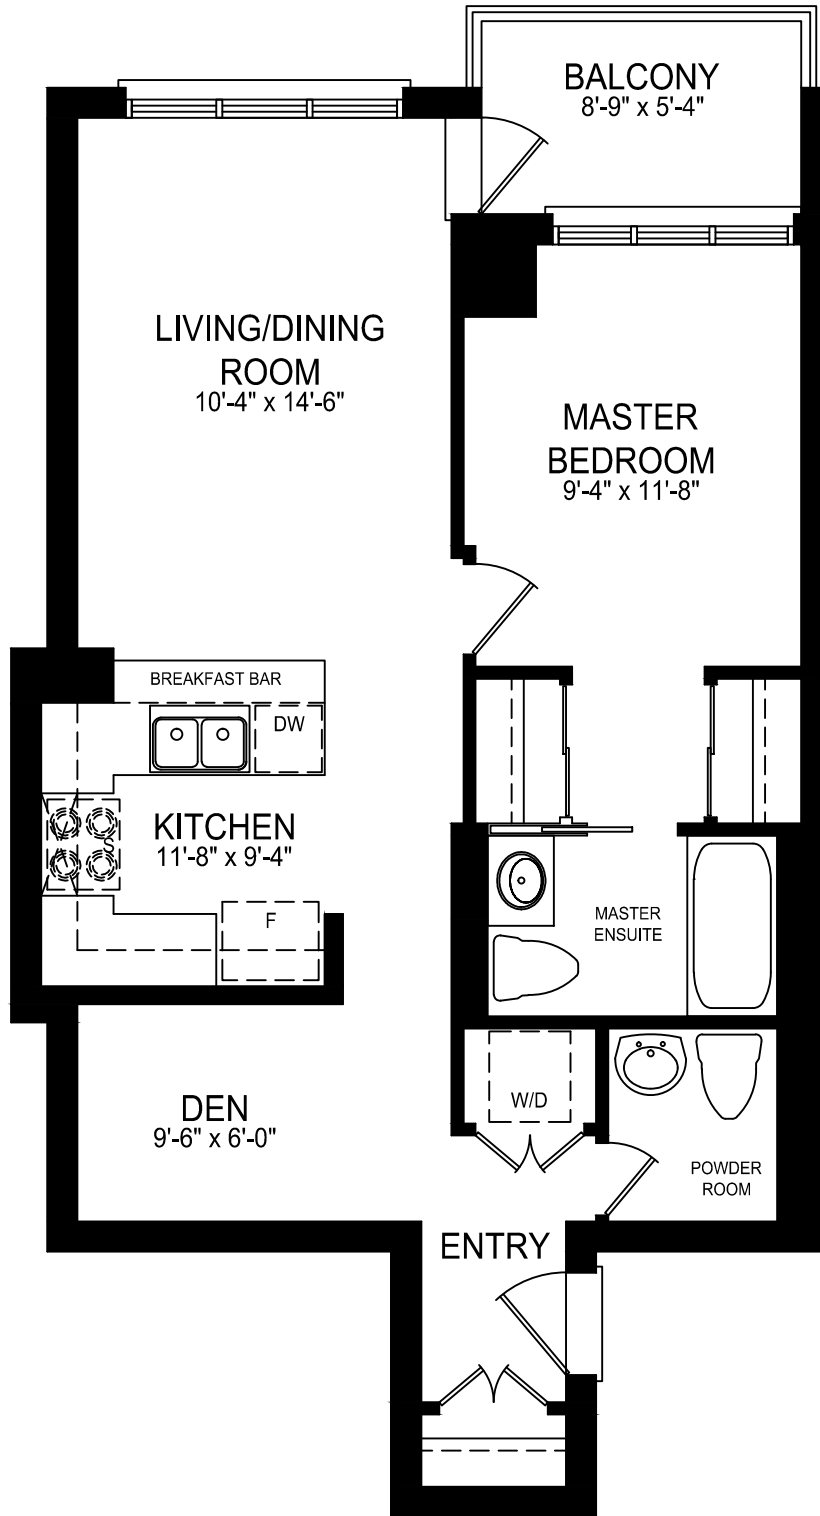 BALCONY
8'-9" x 5'-4"
LIVING/DINING
ROOM
10'-4" x 14'-6"
MASTER
BEDROOM
9'-4" x 11'-8"
BREAKFAST BAR
DW
KITCHEN
11'-8" x 9'-4"
S
F
MASTER
ENSUITE
DEN
9'-6" x 6'-0"
W/D
POWDER
ROOM
ENTRY